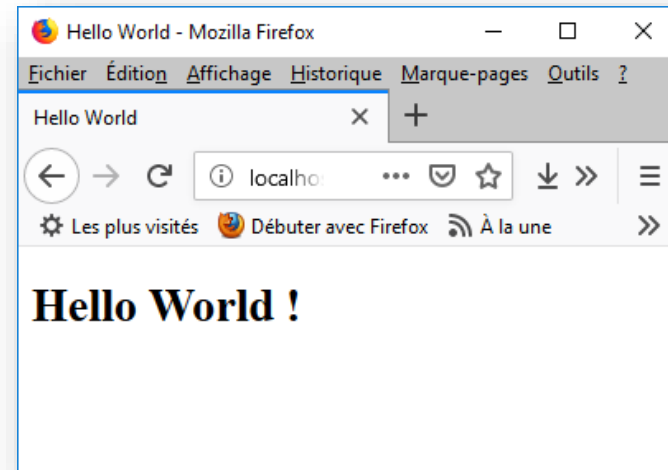 Hello World - Mozilla Firefox
Fichier Édition Affichage Historique Marque-pages Outils ?
Hello World
localho
Les plus visités Débuter avec Firefox À la une
Hello World !